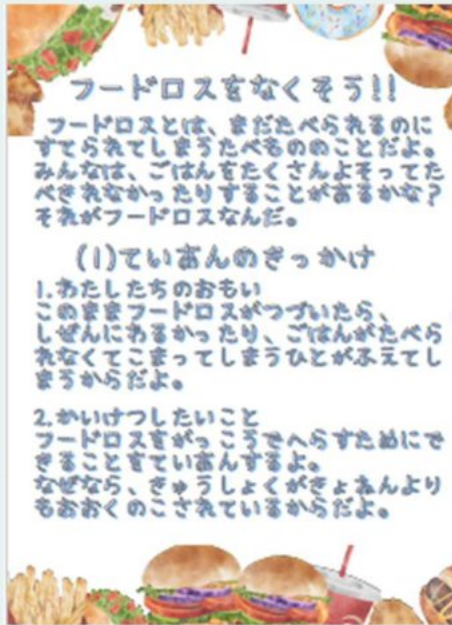 フードロスをなくそう!!
フードロスとは、まだたべられるのに
すてられてしまうたべもののことだよ。
みんなは、ごはんをたくさんよそってた
べきれなかったりすることがあるかな?
それがフードロスなんだ。
(1)ていあんのきっかけ
1.わたしたちのおもい
このままフードロスがつづいたら、
しぜんにわるかったり、ごはんがたべら
れなくてこまってしまうひとがふえてし
まうからだよ。
2.かいけつしたいこと
フードロスをがっこうでへらすためにで
きることをていあんするよ。
なぜなら、きゅうしょくがきょねんより
もおおくのこされているからだよ。